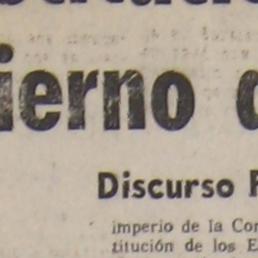 ierno
Discurso
imperio de la Con
titución de los E